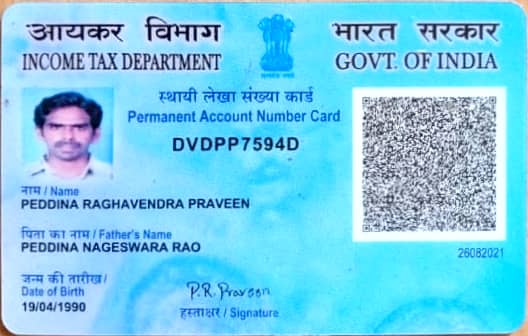 आयकर विभाग
INCOME TAX DEPARTMENT
भारत सरकार
GOVT. OF INDIA
सत्यमेव जयते
स्थायी लेखा संख्या कार्ड
Permanent Account Number Card
DVDPP7594D
नाम / Name
PEDDINA RAGHAVENDRA PRAVEEN
पिता का नाम / Father's Name
PEDDINA NAGESWARA RAO
जन्म की तारीख /
Date of Birth
19/04/1990
P.R. Praveen
हस्ताक्षर / Signature
26082021